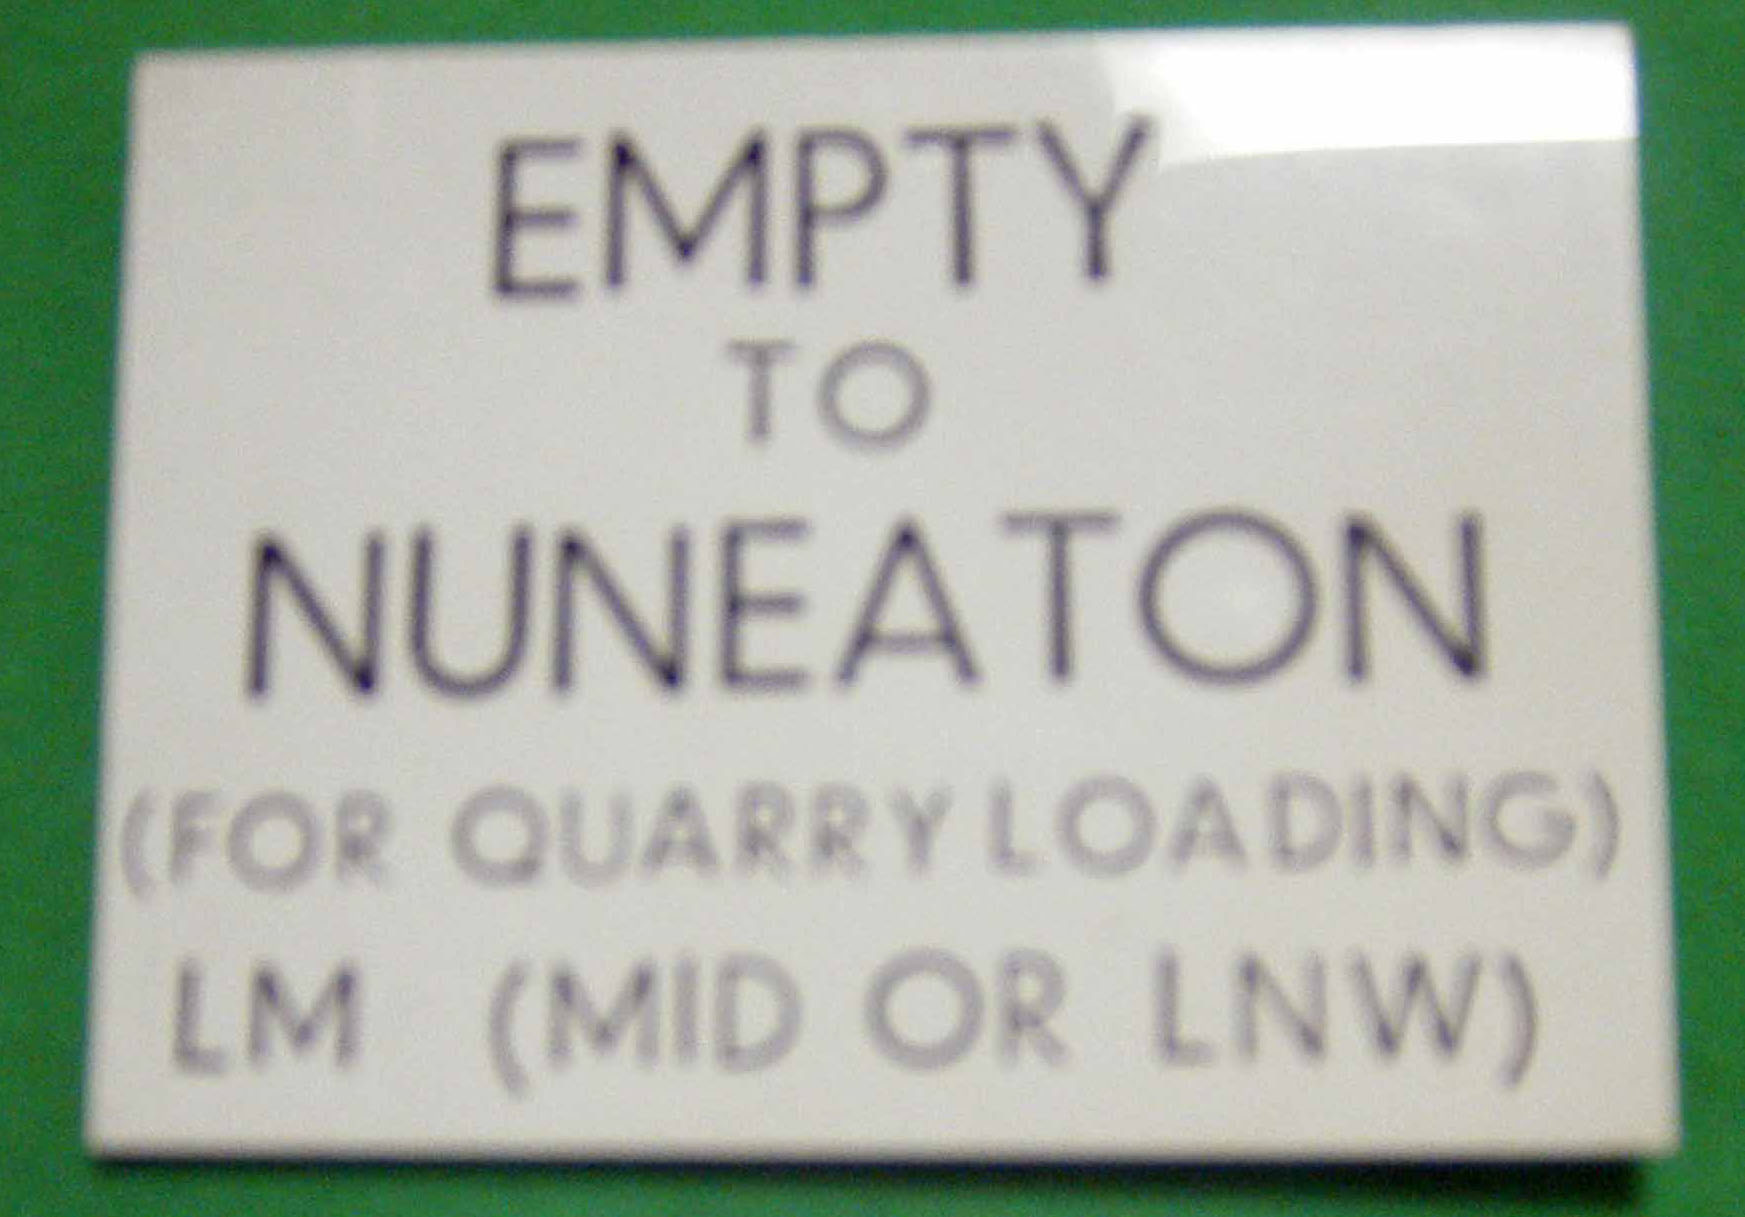 EMPTY
TO
NUNEATON
(FOR QUARRY LOADING)
LM (MID OR LNW)